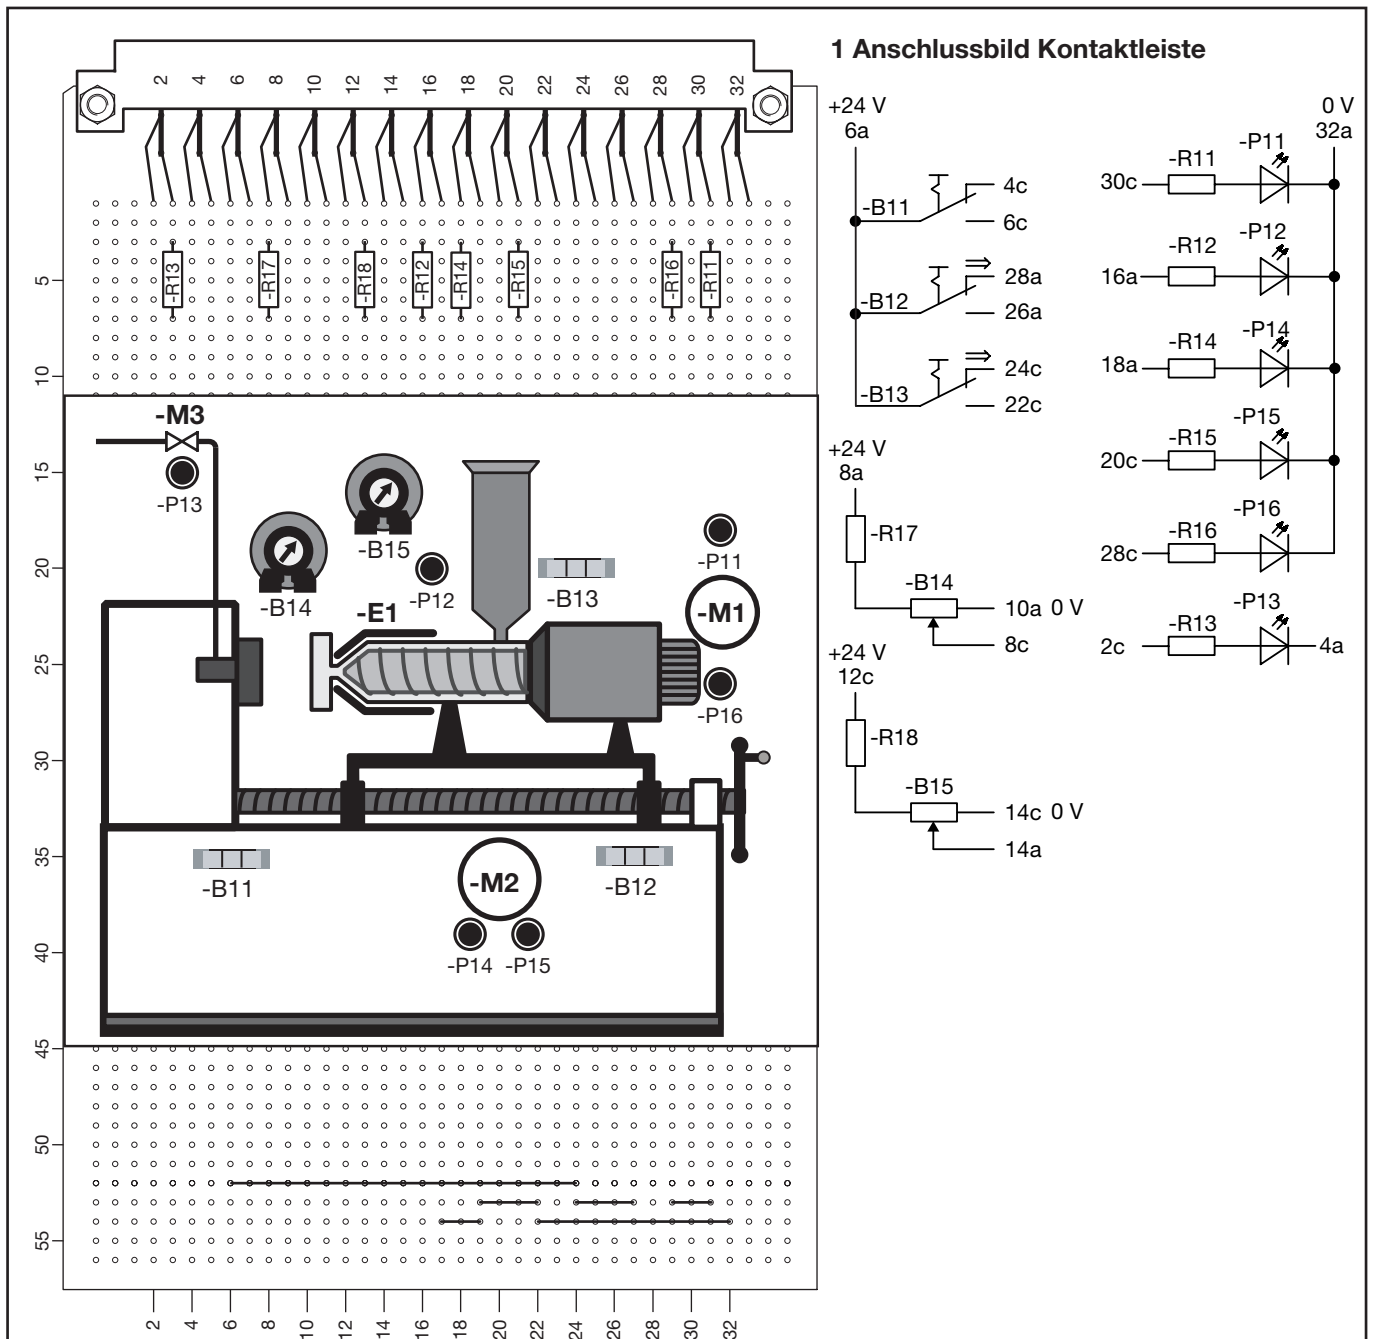 1 Anschlussbild Kontaktleiste
2 4 6 8 10 12 14 16 18 20 22 24 26 28 30 32
-R13 -R17 -R18 -R12 -R14 -R15 -R16 -R11
5
10
15
20
25
30
35
40
45
50
55
-M3
-P13
-B15
-B14
-P12
-B13
-P11
-E1
-M1
-P16
-B11
-M2
-B12
-P14 -P15
2 4 6 8 10 12 14 16 18 20 22 24 26 28 30 32
+24 V
6a
-B11
4c
6c
-B12
28a
26a
-B13
24c
22c
+24 V
8a
-R17
-B14
10a 0 V
8c
+24 V
12c
-R18
-B15
14c 0 V
14a
0 V
32a
30c -R11 -P11
16a -R12 -P12
18a -R14 -P14
20c -R15 -P15
28c -R16 -P16
2c -R13 -P13 4a